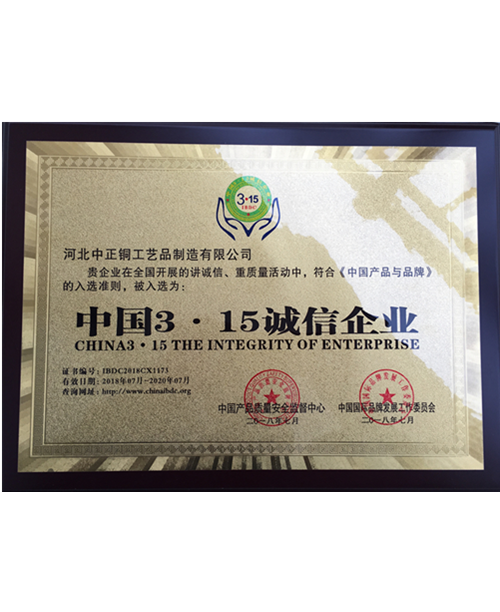 3·15
IBDC
河北中正铜工艺品制造有限公司
贵企业在全国开展的讲诚信、重质量活动中，符合《中国产品与品牌》
的入选准则，被入选为：
中国3·15诚信企业
CHINA3·15 THE INTEGRITY OF ENTERPRISE
证书编号：IBDC2018CX1173
有效日期：2018年07月-2020年07月
查询网址：http://www.chinaibdc.org
中国产品质量安全监督中心
二〇一八年七月
中国国际品牌发展工作委员会
二〇一八年七月